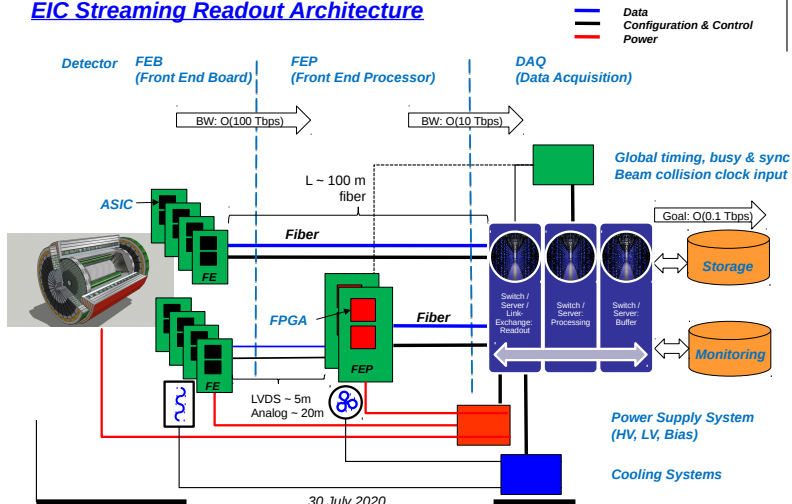 EIC Streaming Readout Architecture
Data
Configuration & Control
Power
Detector
FEB
(Front End Board)
FEP
(Front End Processor)
DAQ
(Data Acquisition)
BW: O(100 Tbps)
BW: O(10 Tbps)
Global timing, busy & sync
Beam collision clock input
L ~ 100 m
fiber
ASIC
Goal: O(0.1 Tbps)
Fiber
FE
Storage
Switch /
Server /
Link-
Exchange:
Readout
Switch /
Server:
Processing
Switch /
Server:
Buffer
FPGA
Fiber
FEP
Monitoring
FE
LVDS ~ 5m
Analog ~ 20m
Power Supply System
(HV, LV, Bias)
Cooling Systems
30 July 2020